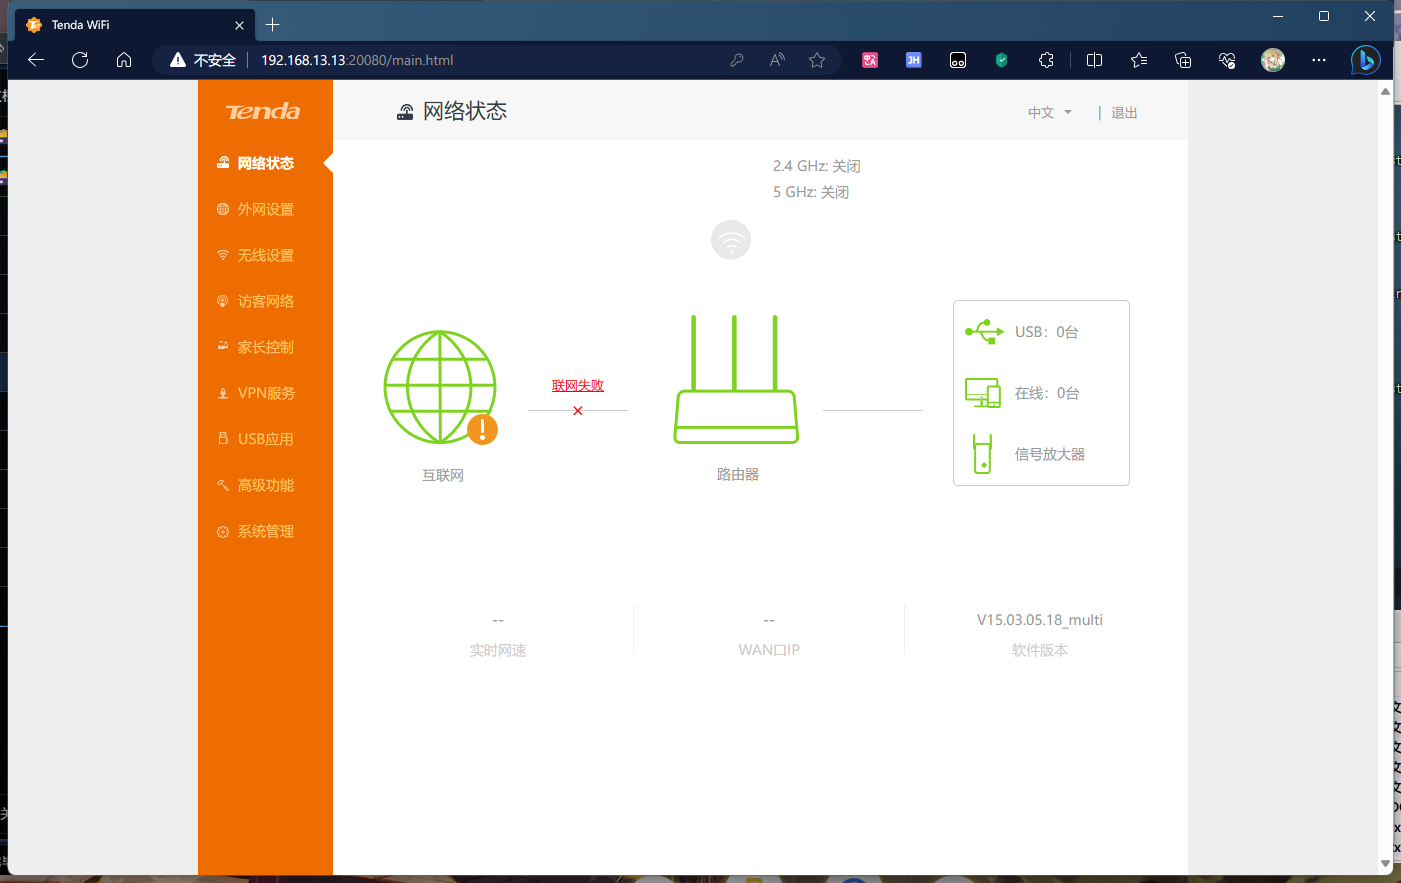 Tenda WiFi
不安全
192.168.13.13:20080/main.html
Tenda
网络状态
中文
退出
网络状态
外网设置
无线设置
访客网络
家长控制
VPN服务
USB应用
高级功能
系统管理
2.4 GHz: 关闭
5 GHz: 关闭
联网失败
互联网
路由器
USB：0台
在线：0台
信号放大器
--
实时网速
--
WAN口IP
V15.03.05.18_multi
软件版本